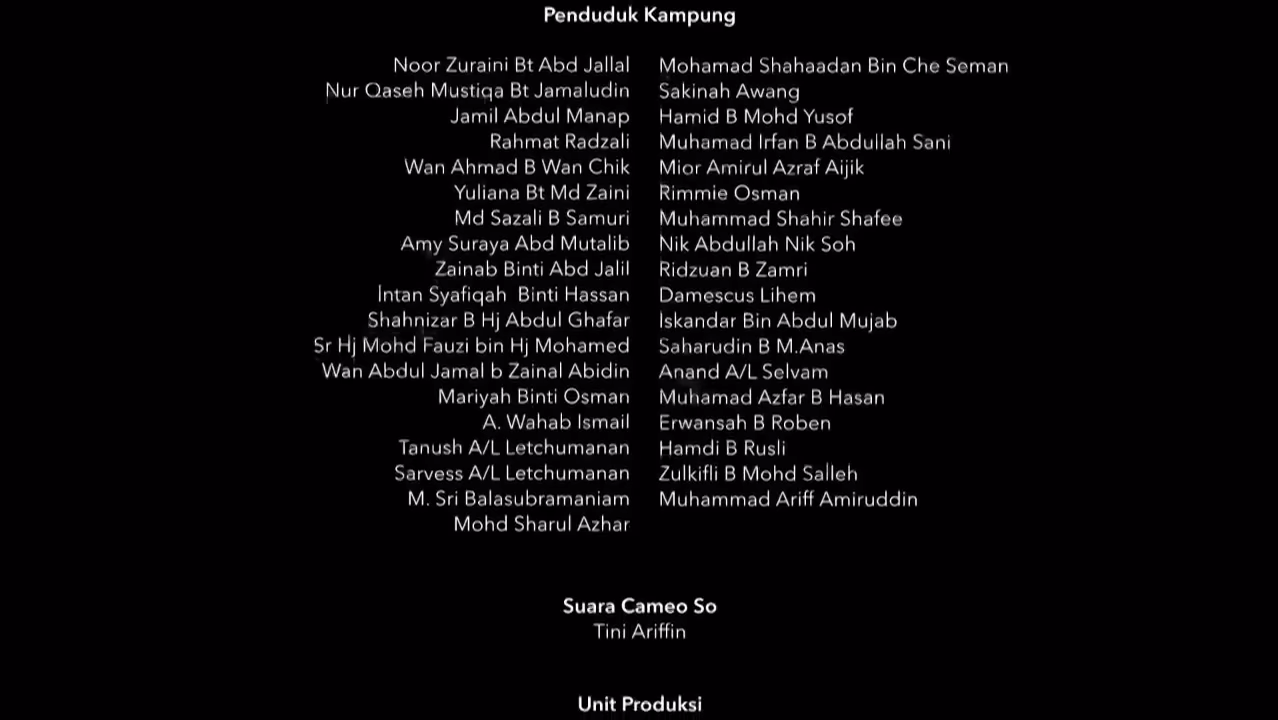 Penduduk Kampung
Noor Zuraini Bt Abd Jallal Mohamad Shahaadan Bin Che Seman
Nur Qaseh Mustiqa Bt Jamaludin Sakinah Awang
Jamil Abdul Manap Hamid B Mohd Yusof
Rahmat Radzali Muhamad Irfan B Abdullah Sani
Wan Ahmad B Wan Chik Mior Amirul Azraf Aijik
Yuliana Bt Md Zaini Rimmie Osman
Md Sazali B Samuri Muhammad Shahir Shafee
Amy Suraya Abd Mutalib Nik Abdullah Nik Soh
Zainab Binti Abd Jalil Ridzuan B Zamri
Intan Syafiqah Binti Hassan Damescus Lihem
Shahnizar B Hj Abdul Ghafar Iskandar Bin Abdul Mujab
Sr Hj Mohd Fauzi bin Hj Mohamed Saharudin B M.Anas
Wan Abdul Jamal b Zainal Abidin Anand A/L Selvam
Mariyah Binti Osman Muhamad Azfar B Hasan
A. Wahab Ismail Erwansah B Roben
Tanush A/L Letchumanan Hamdi B Rusli
Sarvess A/L Letchumanan Zulkifli B Mohd Salleh
M. Sri Balasubramaniam Muhammad Ariff Amiruddin
Mohd Sharul Azhar
Suara Cameo So
Tini Ariffin
Unit Produksi